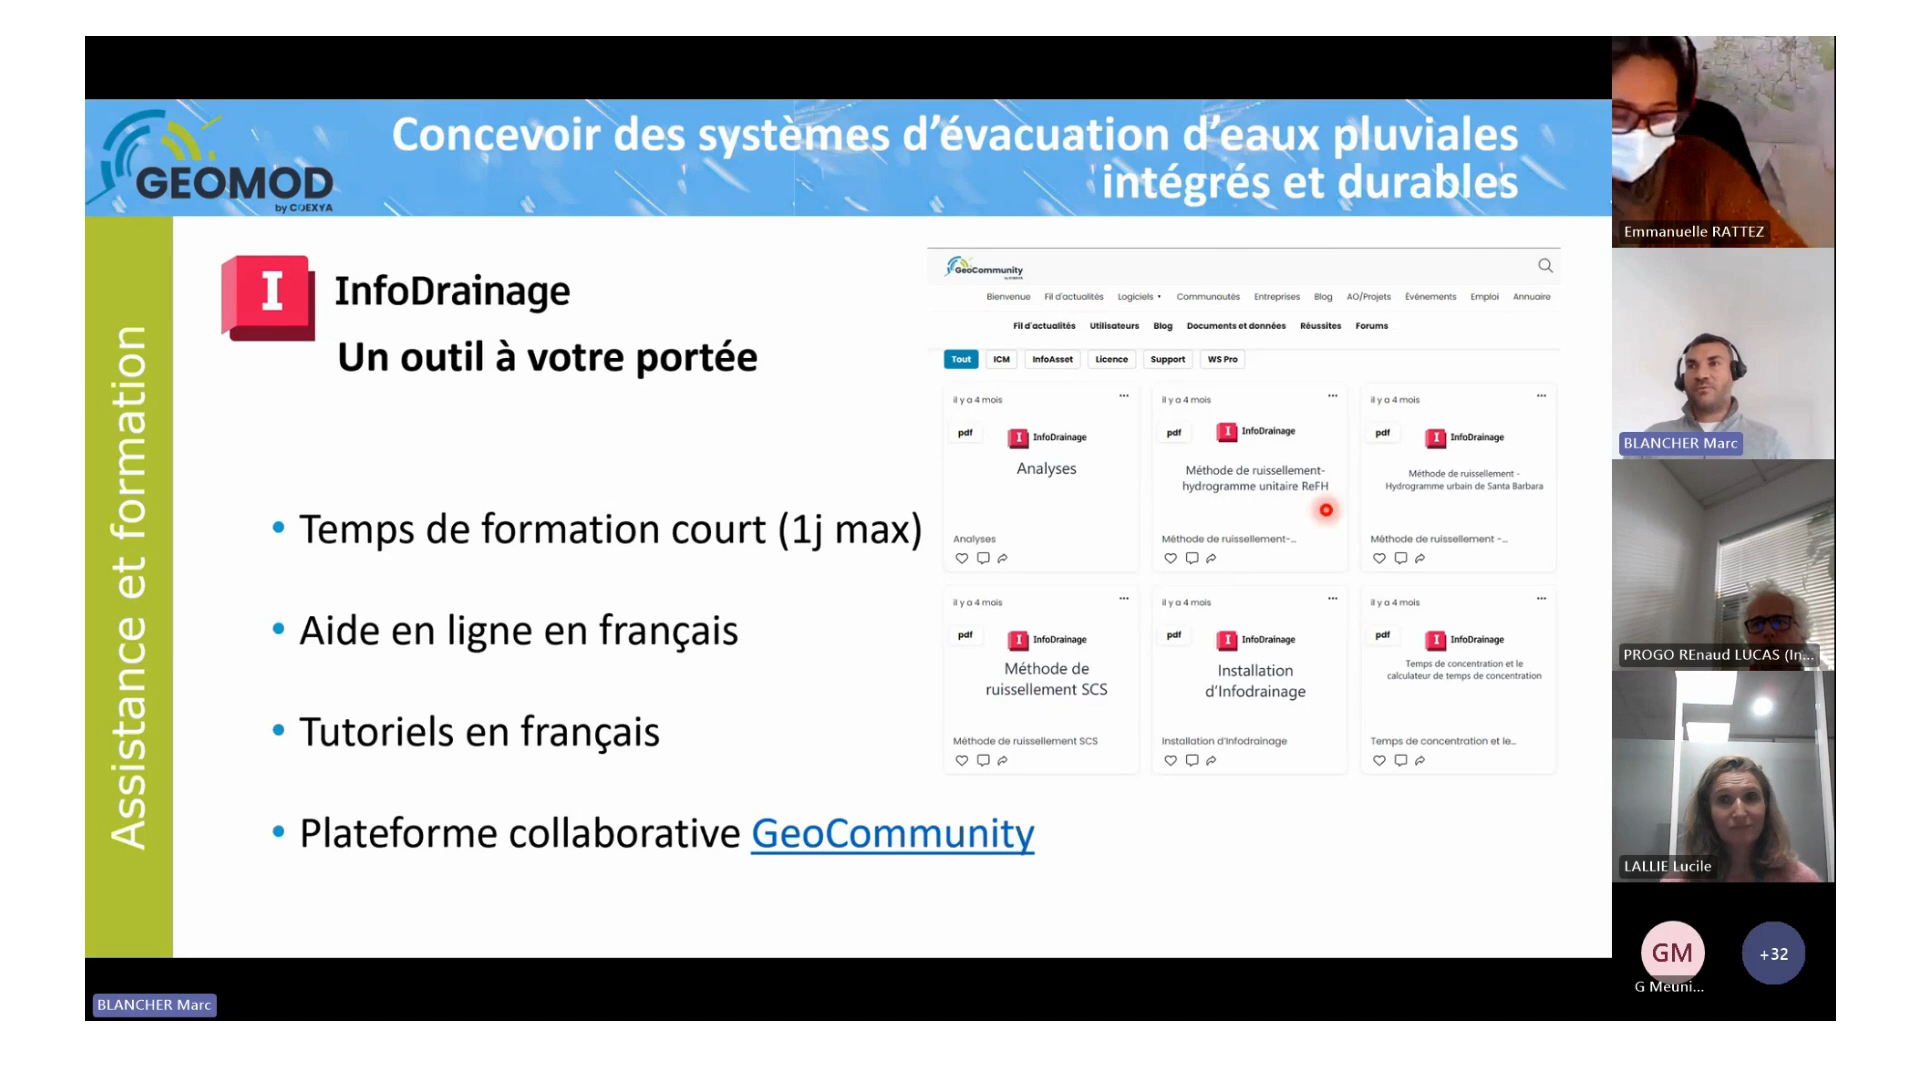 GEOMOD
by COEXYA
Concevoir des systèmes d’évacuation d’eaux pluviales
intégrés et durables
Assistance et formation
I
InfoDrainage
Un outil à votre portée
• Temps de formation court (1j max)
• Aide en ligne en français
• Tutoriels en français
• Plateforme collaborative GeoCommunity
GeoCommunity
Bienvenue Fil d'actualités Logiciels Communautés Entreprises Blog AO/Projets Événements Emploi Annuaire
Fil d'actualités Utilisateurs Blog Documents et données Réussites Forums
Tout ICM InfoAsset Licence Support WS Pro
il y a 4 mois ...
pdf I InfoDrainage
Analyses
Analyses
il y a 4 mois ...
pdf I InfoDrainage
Méthode de ruissellement-
hydrogramme unitaire ReFH
Méthode de ruissellement-...
il y a 4 mois ...
pdf I InfoDrainage
Méthode de ruissellement -
Hydrogramme urbain de Santa Barbara
Méthode de ruissellement -...
il y a 4 mois ...
pdf I InfoDrainage
Méthode de
ruissellement SCS
Méthode de ruissellement SCS
il y a 4 mois ...
pdf I InfoDrainage
Installation
d’Infodrainage
Installation d'Infodrainage
il y a 4 mois ...
pdf I InfoDrainage
Temps de concentration et le
calculateur de temps de concentration
Temps de concentration et le...
Emmanuelle RATTEZ
BLANCHER Marc
PROGO REnaud LUCAS (In...
LALLIE Lucile
GM
G Meuni...
+32
BLANCHER Marc